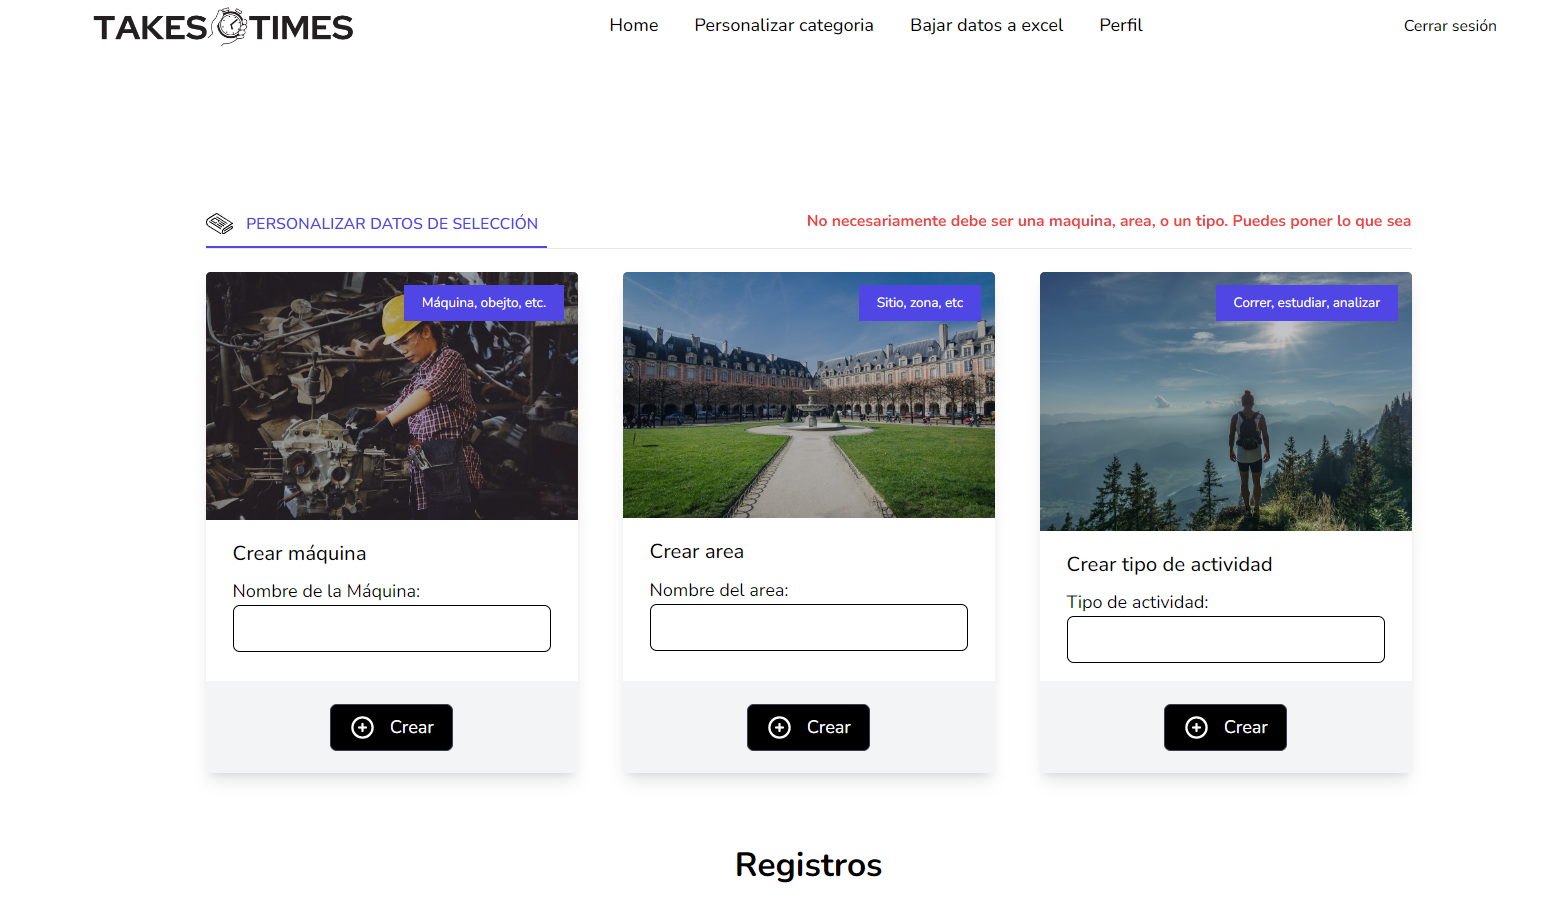 TAKES TIMES
Home
Personalizar categoria
Bajar datos a excel
Perfil
Cerrar sesión
PERSONALIZAR DATOS DE SELECCIÓN
No necesariamente debe ser una maquina, area, o un tipo. Puedes poner lo que sea
Máquina, obejto, etc.
Crear máquina
Nombre de la Máquina:
Crear
Sitio, zona, etc
Crear area
Nombre del area:
Crear
Correr, estudiar, analizar
Crear tipo de actividad
Tipo de actividad:
Crear
Registros